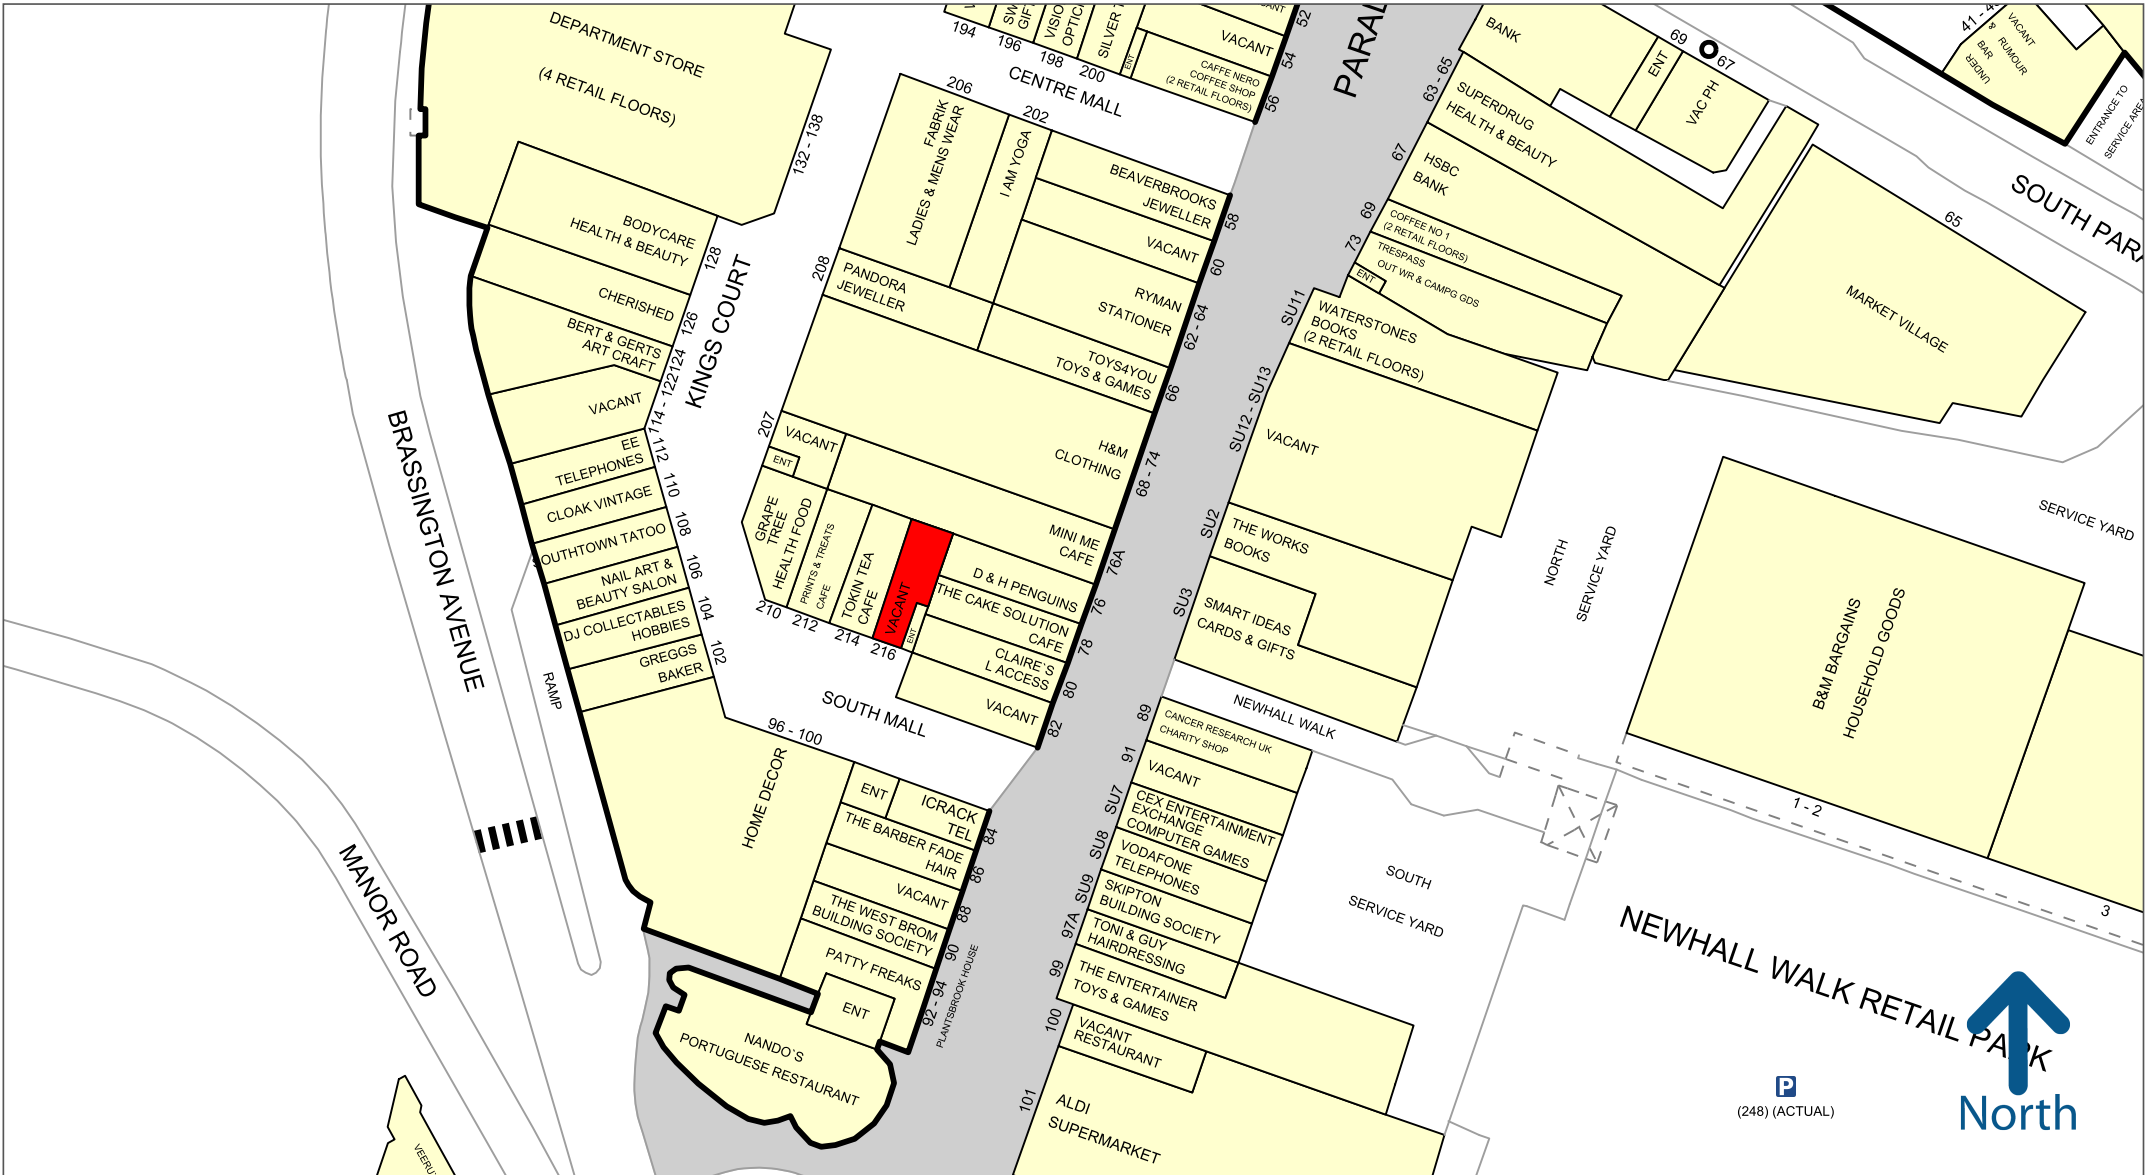 DEPARTMENT STORE
(4 RETAIL FLOORS)
132 - 138
194
196
198
200
VISION
OPTICA
ENT
VACANT
CAFFE NERO
COFFEE SHOP
(2 RETAIL FLOORS)
52
54
56
CENTRE MALL
206
202
208
FABRIK
LADIES & MENS WEAR
I AM YOGA
BEAVERBROOKS
JEWELLER
58
VACANT
60
RYMAN
STATIONER
62 - 64
PANDORA
JEWELLER
TOYS4YOU
TOYS & GAMES
66
H&M
CLOTHING
68 - 74
207
VACANT
ENT
GRAPE
TREE
HEALTH FOOD
PRINTS & TREATS
CAFE
TOKIN TEA
CAFE
VACANT
ENT
210
212
214
216
MINI ME
CAFE
76A
D & H PENGUINS
76
THE CAKE SOLUTION
CAFE
78
CLAIRE`S
L ACCESS
80
VACANT
82
SOUTH MALL
KINGS COURT
BODYCARE
HEALTH & BEAUTY
128
CHERISHED
126
BERT & GERTS
ART CRAFT
124
VACANT
114 - 122
EE
TELEPHONES
112
CLOAK VINTAGE
110
SOUTHTOWN TATOO
108
NAIL ART &
BEAUTY SALON
106
DJ COLLECTABLES
HOBBIES
104
GREGGS
BAKER
102
HOME DECOR
96 - 100
ENT
ICRACK
TEL
84
THE BARBER FADE
HAIR
86
VACANT
88
THE WEST BROM
BUILDING SOCIETY
90
PATTY FREAKS
92 - 94
PLANTSBROOK HOUSE
ENT
NANDO`S
PORTUGUESE RESTAURANT
BRASSINGTON AVENUE
RAMP
MANOR ROAD
BANK
69
67
ENT
VAC PH
63 - 65
SUPERDRUG
HEALTH & BEAUTY
67
HSBC
BANK
69
COFFEE NO 1
(2 RETAIL FLOORS)
73
TRESPASS
OUT WR & CAMPG GDS
ENT
SU11
WATERSTONES
BOOKS
(2 RETAIL FLOORS)
SU12 - SU13
VACANT
SU2
THE WORKS
BOOKS
SU3
SMART IDEAS
CARDS & GIFTS
NEWHALL WALK
89
CANCER RESEARCH UK
CHARITY SHOP
91
VACANT
SU7
CEX ENTERTAINMENT
EXCHANGE
COMPUTER GAMES
SU8
VODAFONE
TELEPHONES
SU9
SKIPTON
BUILDING SOCIETY
97A
TONI & GUY
HAIRDRESSING
99
THE ENTERTAINER
TOYS & GAMES
100
VACANT
RESTAURANT
101
ALDI
SUPERMARKET
VACANT
& RUMOUR
BAR
UNDER
ENTRANCE TO
SERVICE AREA
65
MARKET VILLAGE
NORTH
SERVICE YARD
SERVICE YARD
B&M BARGAINS
HOUSEHOLD GOODS
1 - 2
3
SOUTH
SERVICE YARD
NEWHALL WALK RETAIL PARK
P
(248) (ACTUAL)
North